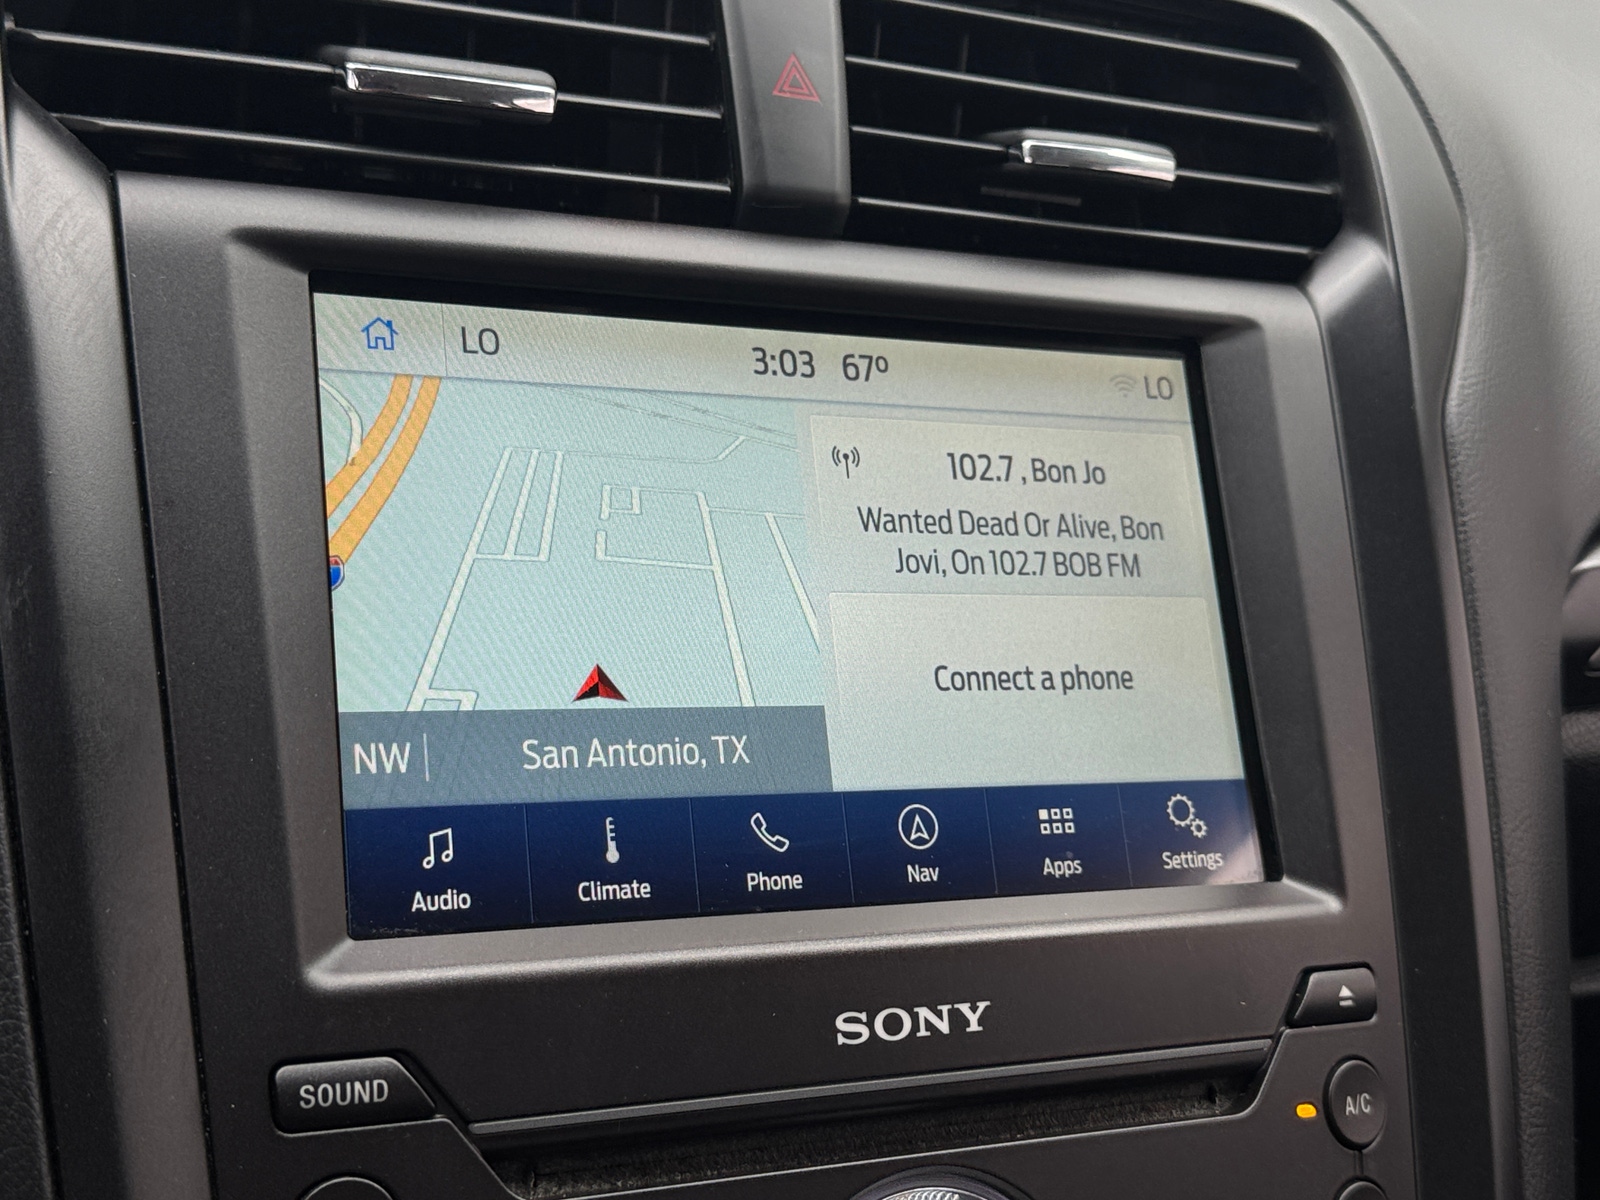 LO
3:03 67°
LO
102.7 , Bon Jo
Wanted Dead Or Alive, Bon
Jovi, On 102.7 BOB FM
Connect a phone
NW
San Antonio, TX
Audio
Climate
Phone
Nav
Apps
Settings
SONY
SOUND
A/C